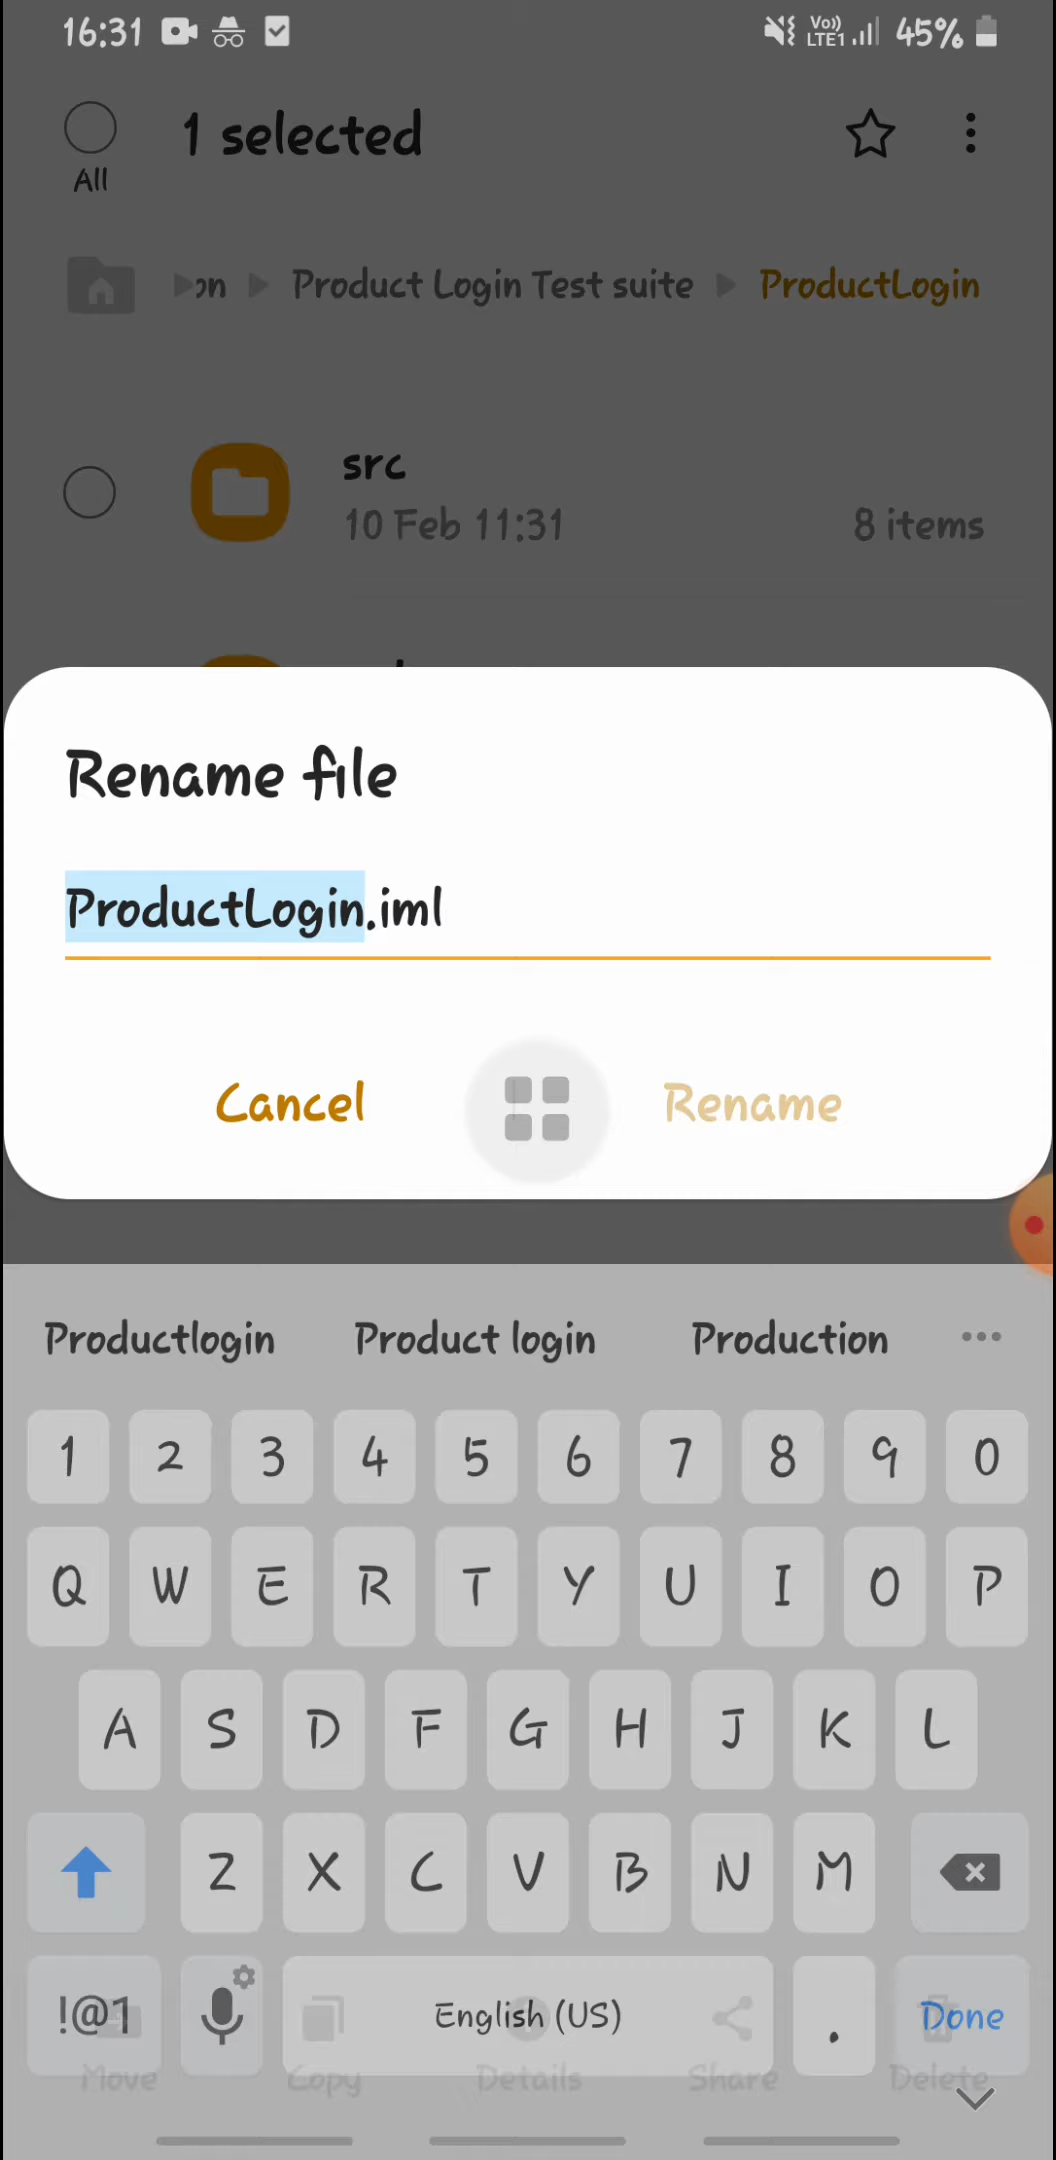 16:31 Vo)) LTE1 45%
1 selected
All
on Product Login Test suite ProductLogin
src
10 Feb 11:31 8 items
Rename file
ProductLogin.iml
Cancel Rename
Productlogin Product login Production
1 2 3 4 5 6 7 8 9 0
Q W E R T Y U I O P
A S D F G H J K L
Z X C V B N M
!@1 English (US) . Done
Move Copy Details Share Delete